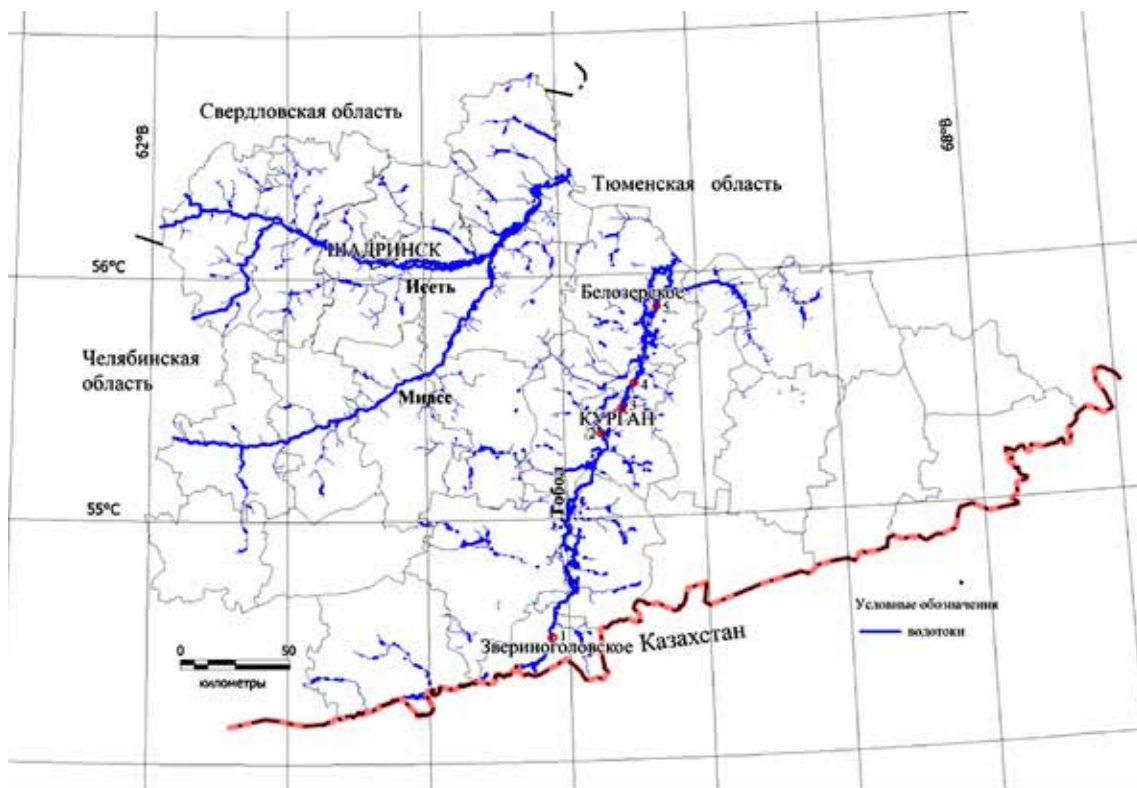 Свердловская область
62°В
68°В
Тюменская область
ШАДРИНСК
56°С
Исеть
Белозерское
5
Челябинская
область
Миасс
4
3
КУРГАН
2
Тобол
55°С
Условные обозначения
водотоки
1
Звериноголовское
Казахстан
0
50
километры